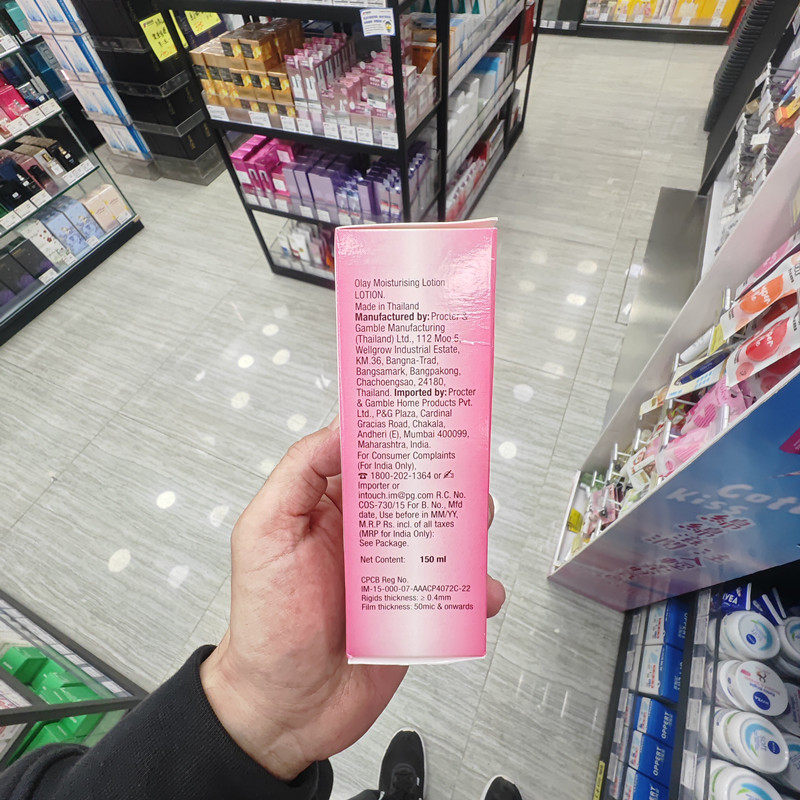 Olay Moisturising Lotion
LOTION.
Made in Thailand
Manufactured by: Procter &
Gamble Manufacturing
(Thailand) Ltd., 112 Moo 5,
Wellgrow Industrial Estate,
KM.36, Bangna-Trad,
Bangsamark, Bangpakong,
Chachoengsao, 24180,
Thailand. Imported by: Procter
& Gamble Home Products Pvt.
Ltd., P&G Plaza, Cardinal
Gracias Road, Chakala,
Andheri (E), Mumbai 400099,
Maharashtra, India.
For Consumer Complaints
(For India Only),
☎ 1800-202-1364 or ✍
Importer or
intouch.im@pg.com R.C. No.
COS-730/15 For B. No., Mfd
date, Use before in MM/YY,
M.R.P Rs. incl. of all taxes
(MRP for India Only):
See Package.
Net Content: 150 ml
CPCB Reg No.
IM-15-000-07-AAACP4072C-22
Rigids thickness: ≥ 0.4mm
Film thickness: 50mic & onwards
NIVEA
OPPERT
OPPERT